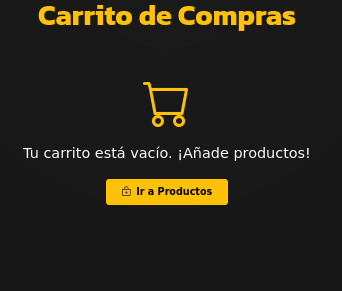 Carrito de Compras
Tu carrito está vacío. ¡Añade productos!
Ir a Productos